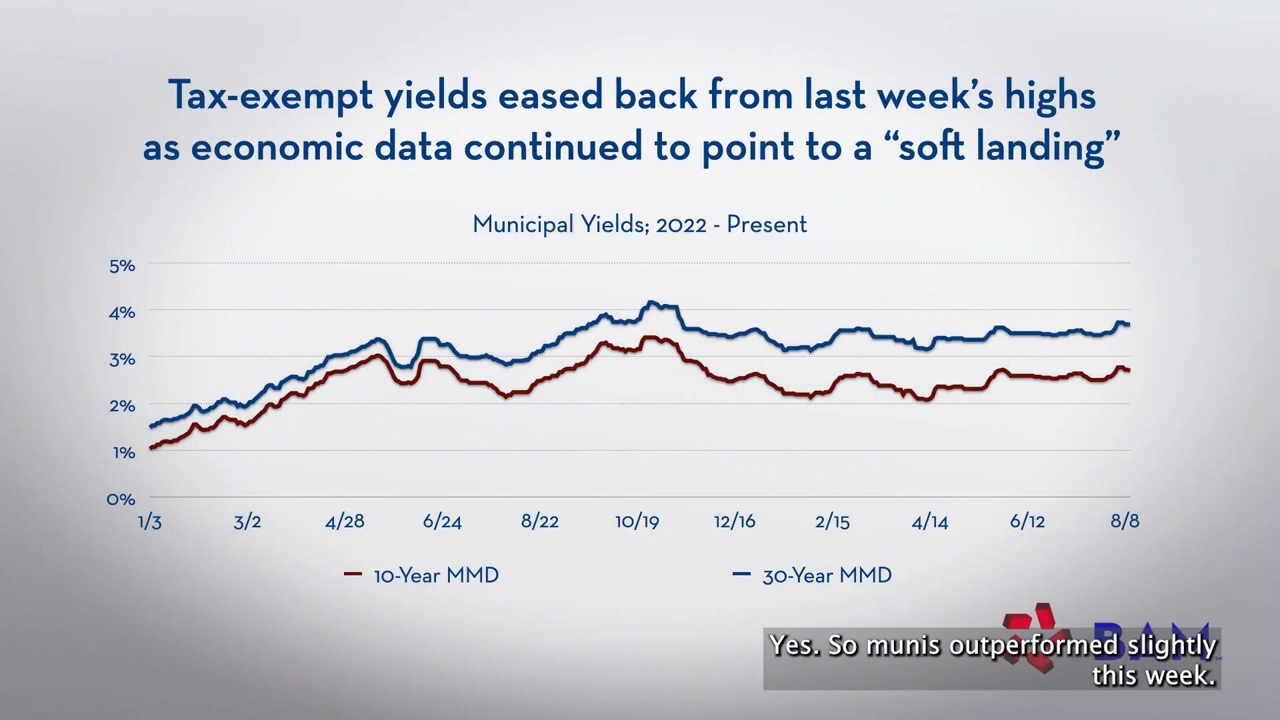 Tax-exempt yields eased back from last week’s highs
as economic data continued to point to a “soft landing”
Municipal Yields; 2022 - Present
5%
4%
3%
2%
1%
0%
1/3 3/2 4/28 6/24 8/22 10/19 12/16 2/15 4/14 6/12 8/8
10-Year MMD 30-Year MMD
BAM
Yes. So munis outperformed slightly
this week.